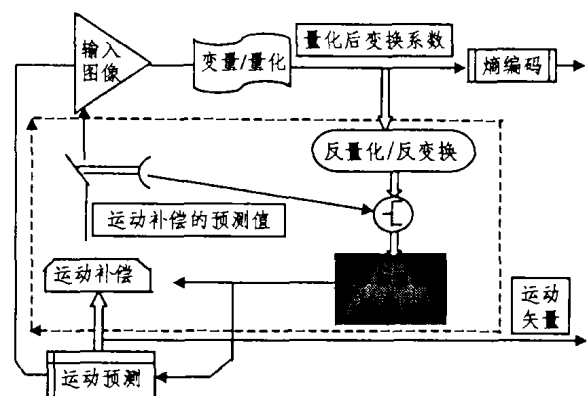 输入
图像
变量/量化
量化后变换系数
熵编码
反量化/反变换
运动补偿的预测值
运动补偿
运动
矢量
运动预测